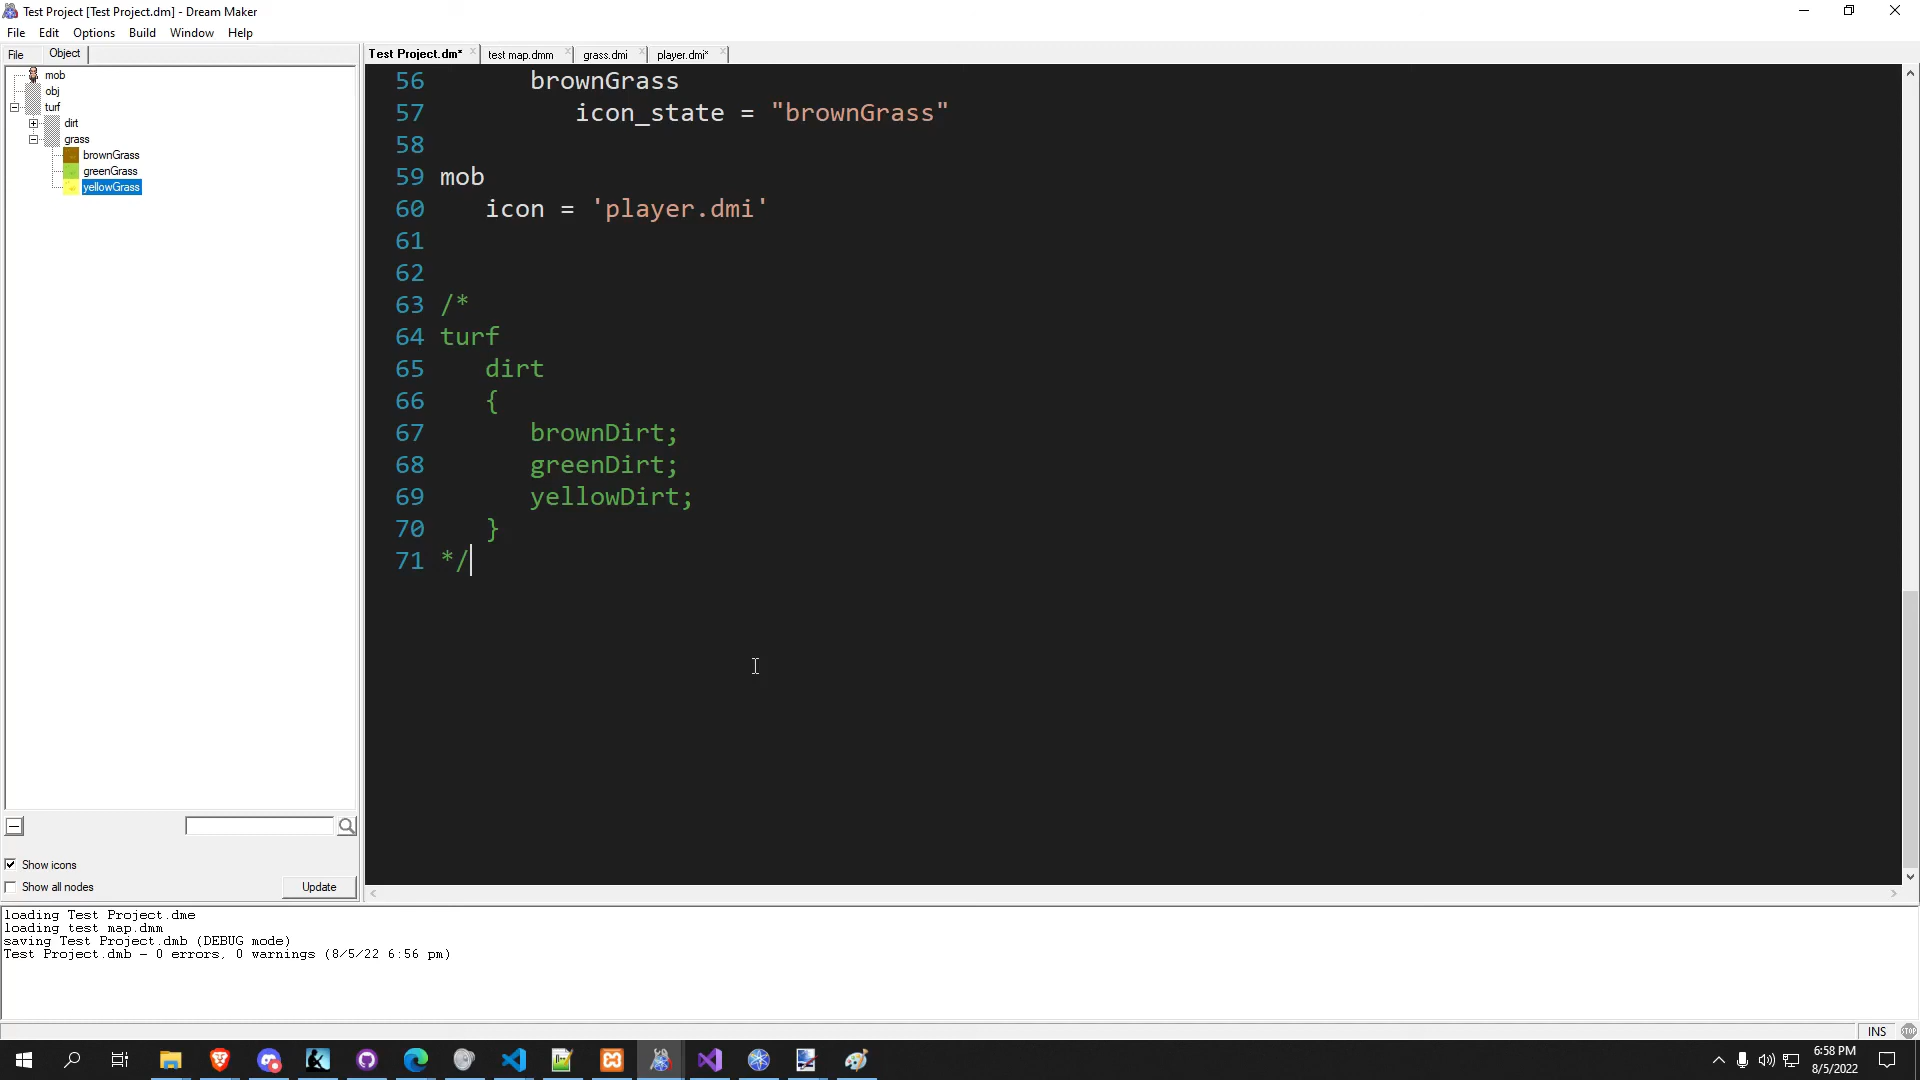 Test Project [Test Project.dm] - Dream Maker
File Edit Options Build Window Help
File Object
Test Project.dm* test map.dmm grass.dmi player.dmi*
mob
obj
turf
dirt
grass
brownGrass
greenGrass
yellowGrass
56 brownGrass
57 icon_state = "brownGrass"
58
59 mob
60 icon = 'player.dmi'
61
62
63 /*
64 turf
65 dirt
66 {
67 brownDirt;
68 greenDirt;
69 yellowDirt;
70 }
71 */
Show icons
Show all nodes
Update
loading Test Project.dme
loading test map.dmm
saving Test Project.dmb (DEBUG mode)
Test Project.dmb - 0 errors, 0 warnings (8/5/22 6:56 pm)
INS
STOP
6:58 PM
8/5/2022